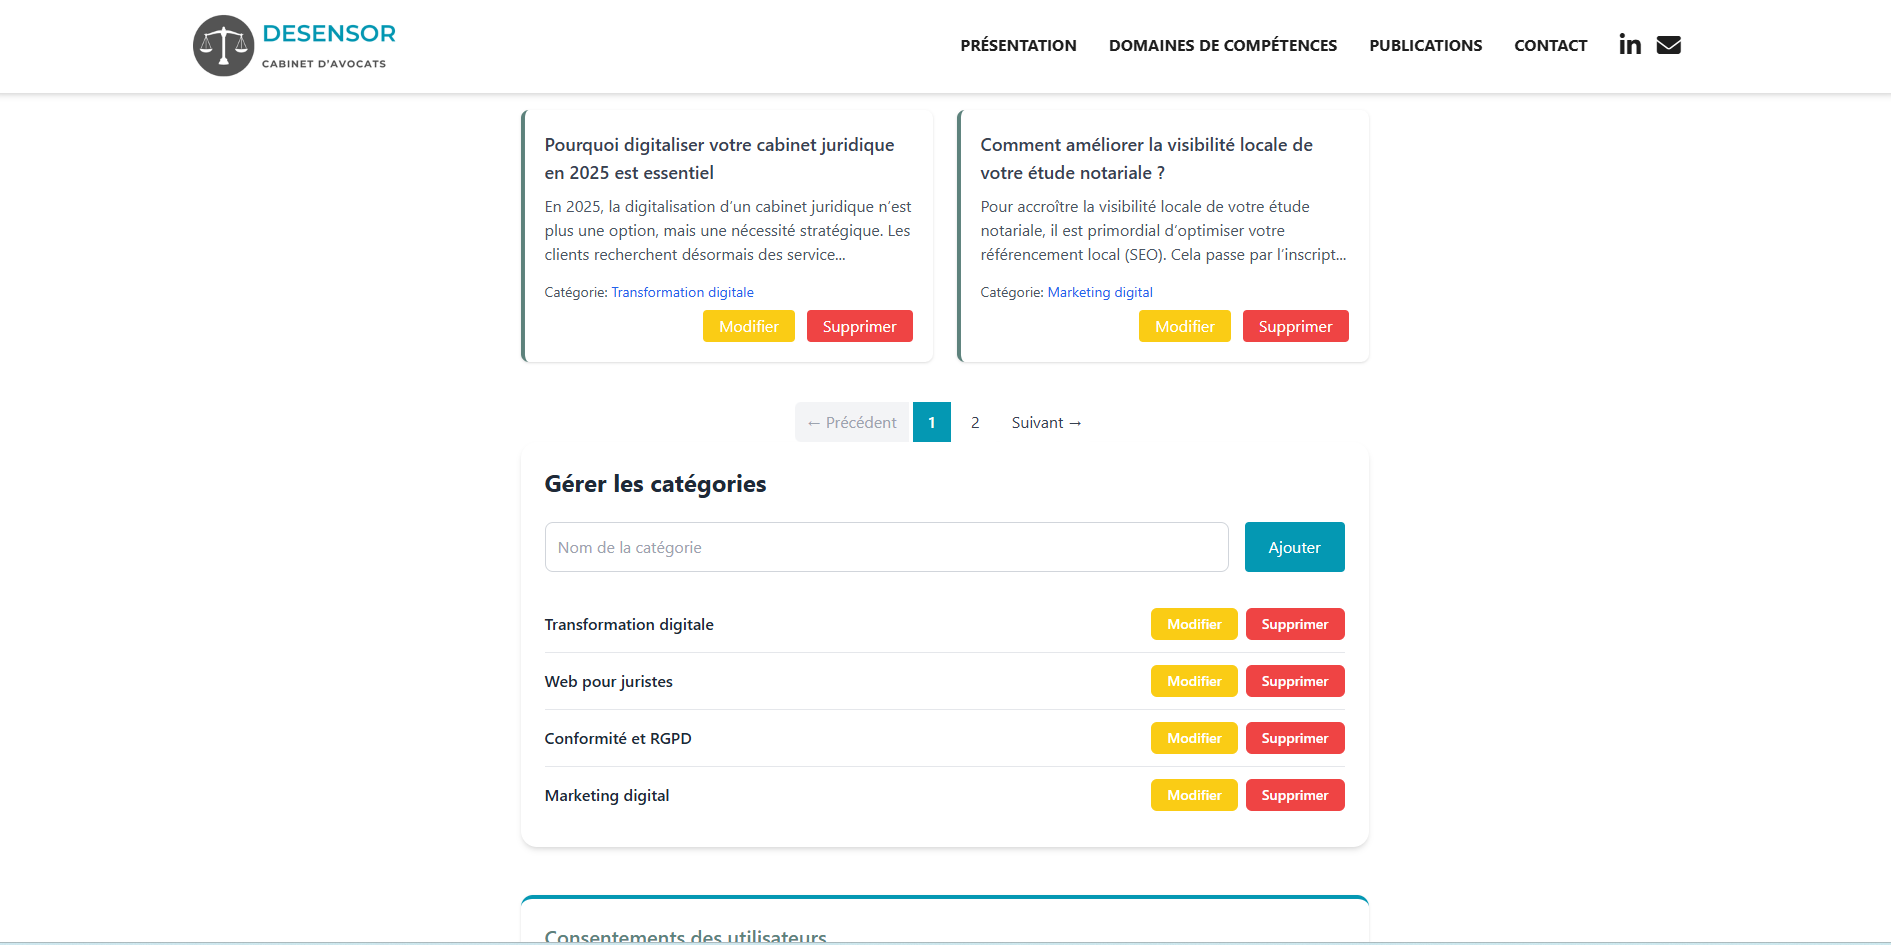 DESENSOR
CABINET D'AVOCATS
PRÉSENTATION DOMAINES DE COMPÉTENCES PUBLICATIONS CONTACT
Pourquoi digitaliser votre cabinet juridique
en 2025 est essentiel
En 2025, la digitalisation d’un cabinet juridique n’est
plus une option, mais une nécessité stratégique. Les
clients recherchent désormais des service...
Catégorie: Transformation digitale
Modifier Supprimer
Comment améliorer la visibilité locale de
votre étude notariale ?
Pour accroître la visibilité locale de votre étude
notariale, il est primordial d’optimiser votre
référencement local (SEO). Cela passe par l’inscript...
Catégorie: Marketing digital
Modifier Supprimer
← Précédent 1 2 Suivant →
Gérer les catégories
Nom de la catégorie Ajouter
Transformation digitale Modifier Supprimer
Web pour juristes Modifier Supprimer
Conformité et RGPD Modifier Supprimer
Marketing digital Modifier Supprimer
Consentements des utilisateurs